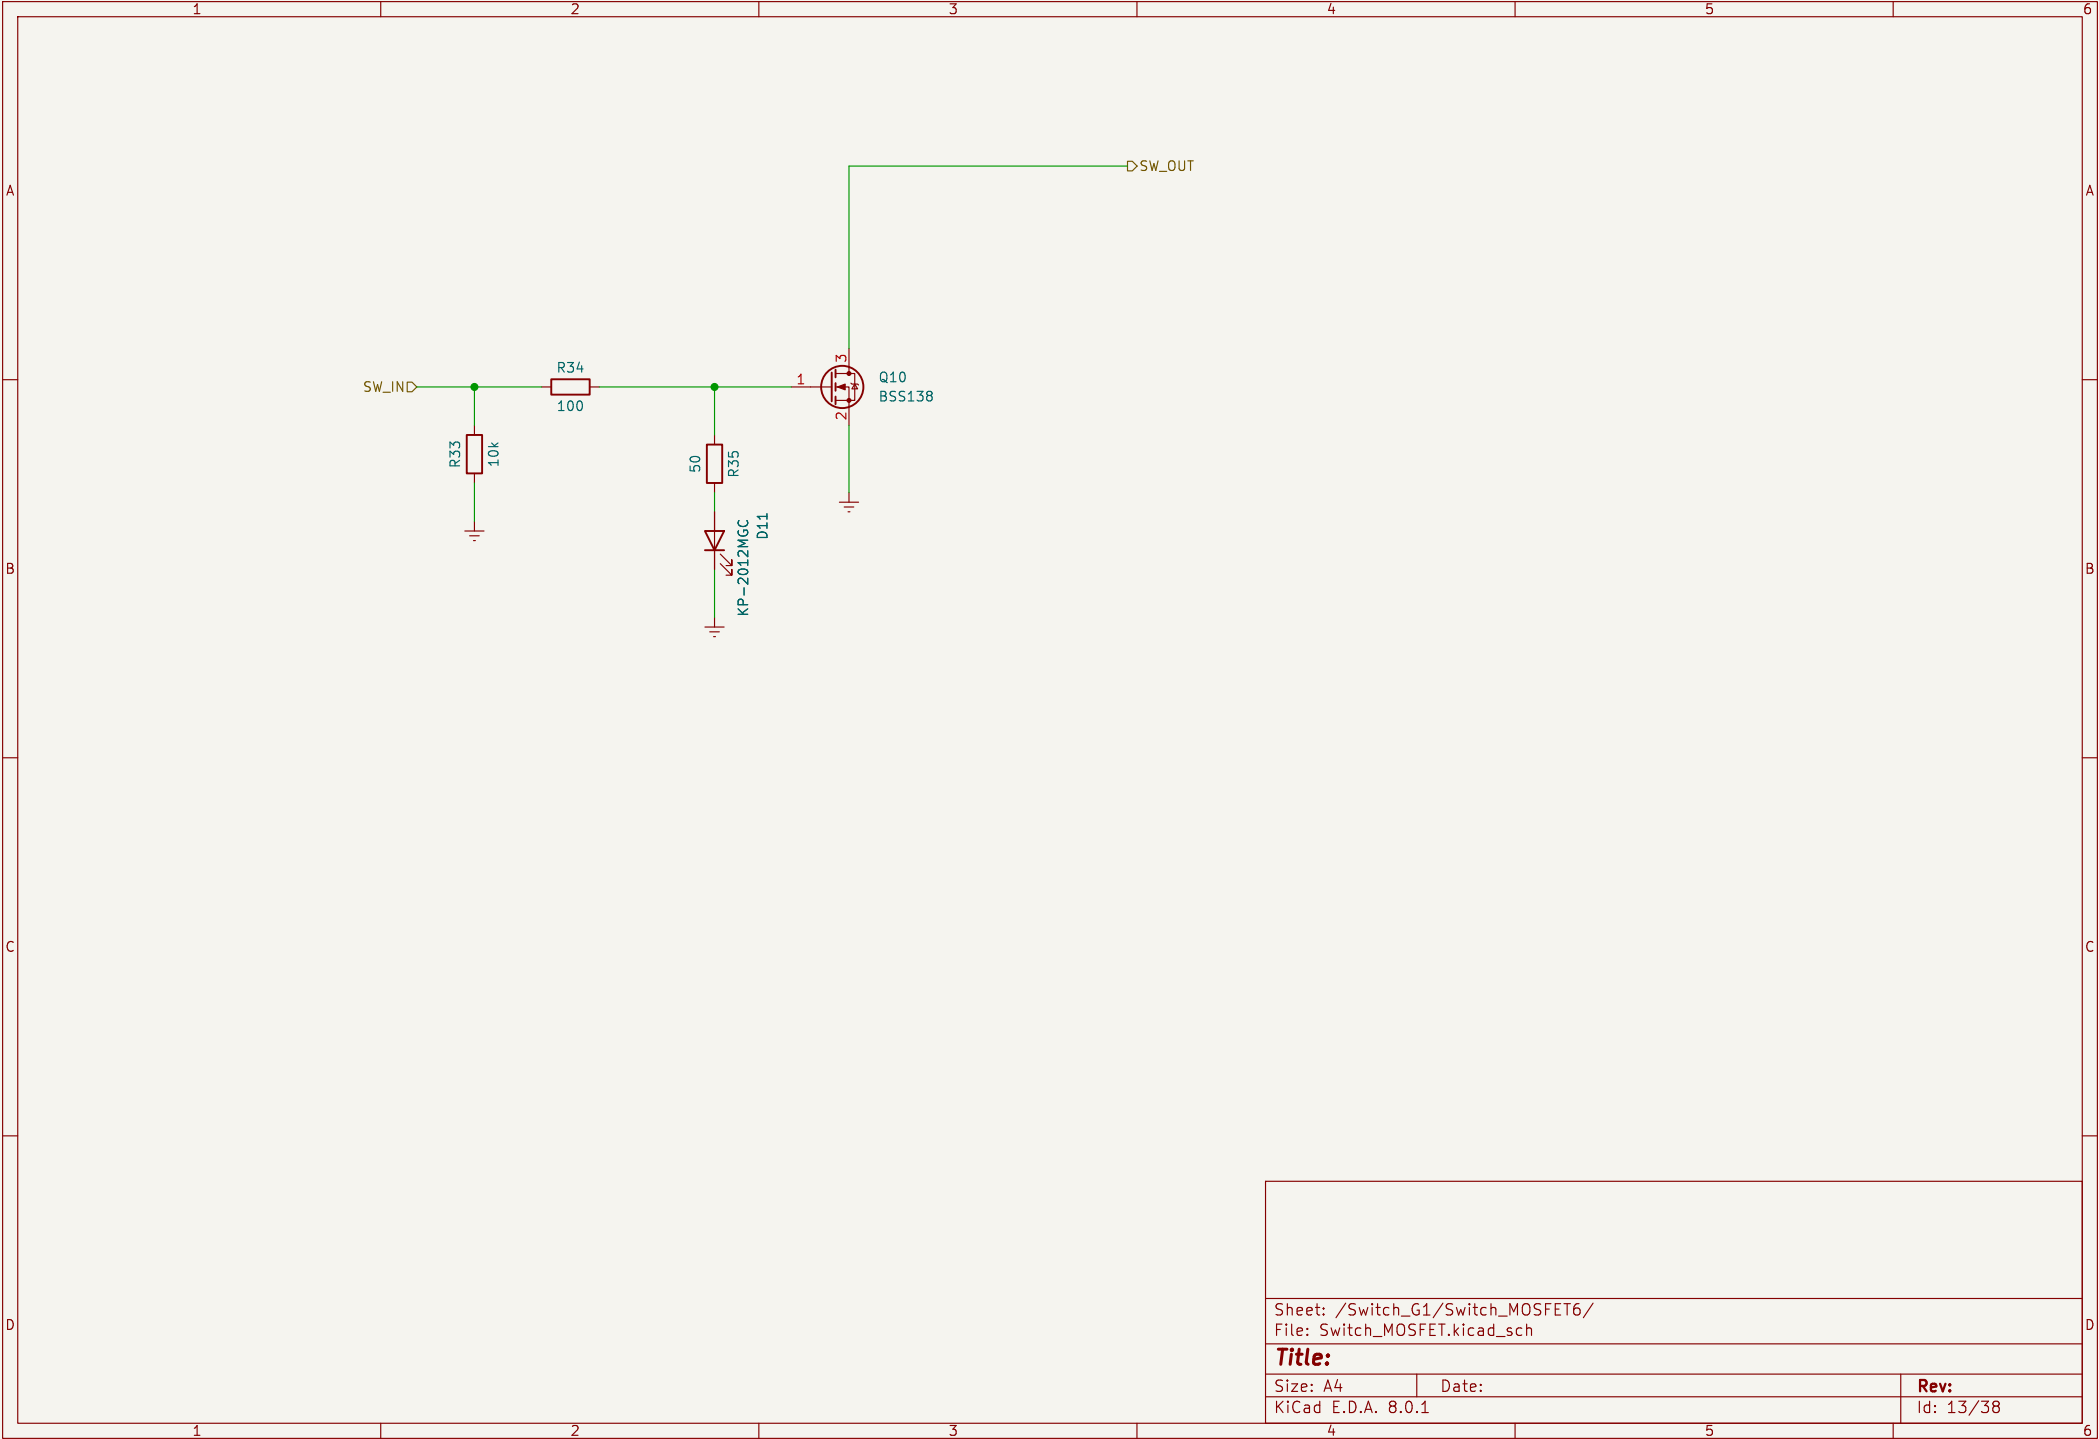 1 2 3 4 5 6
SW_OUT
A A
R34
SW_IN
100
1
3
2
Q10
BSS138
R33
10k
50
R35
D11
KP-2012MGC
B B
C C
Sheet: /Switch_G1/Switch_MOSFET6/
File: Switch_MOSFET.kicad_sch
D D
Title:
Size: A4 Date: Rev:
KiCad E.D.A. 8.0.1 Id: 13/38
1 2 3 4 5 6